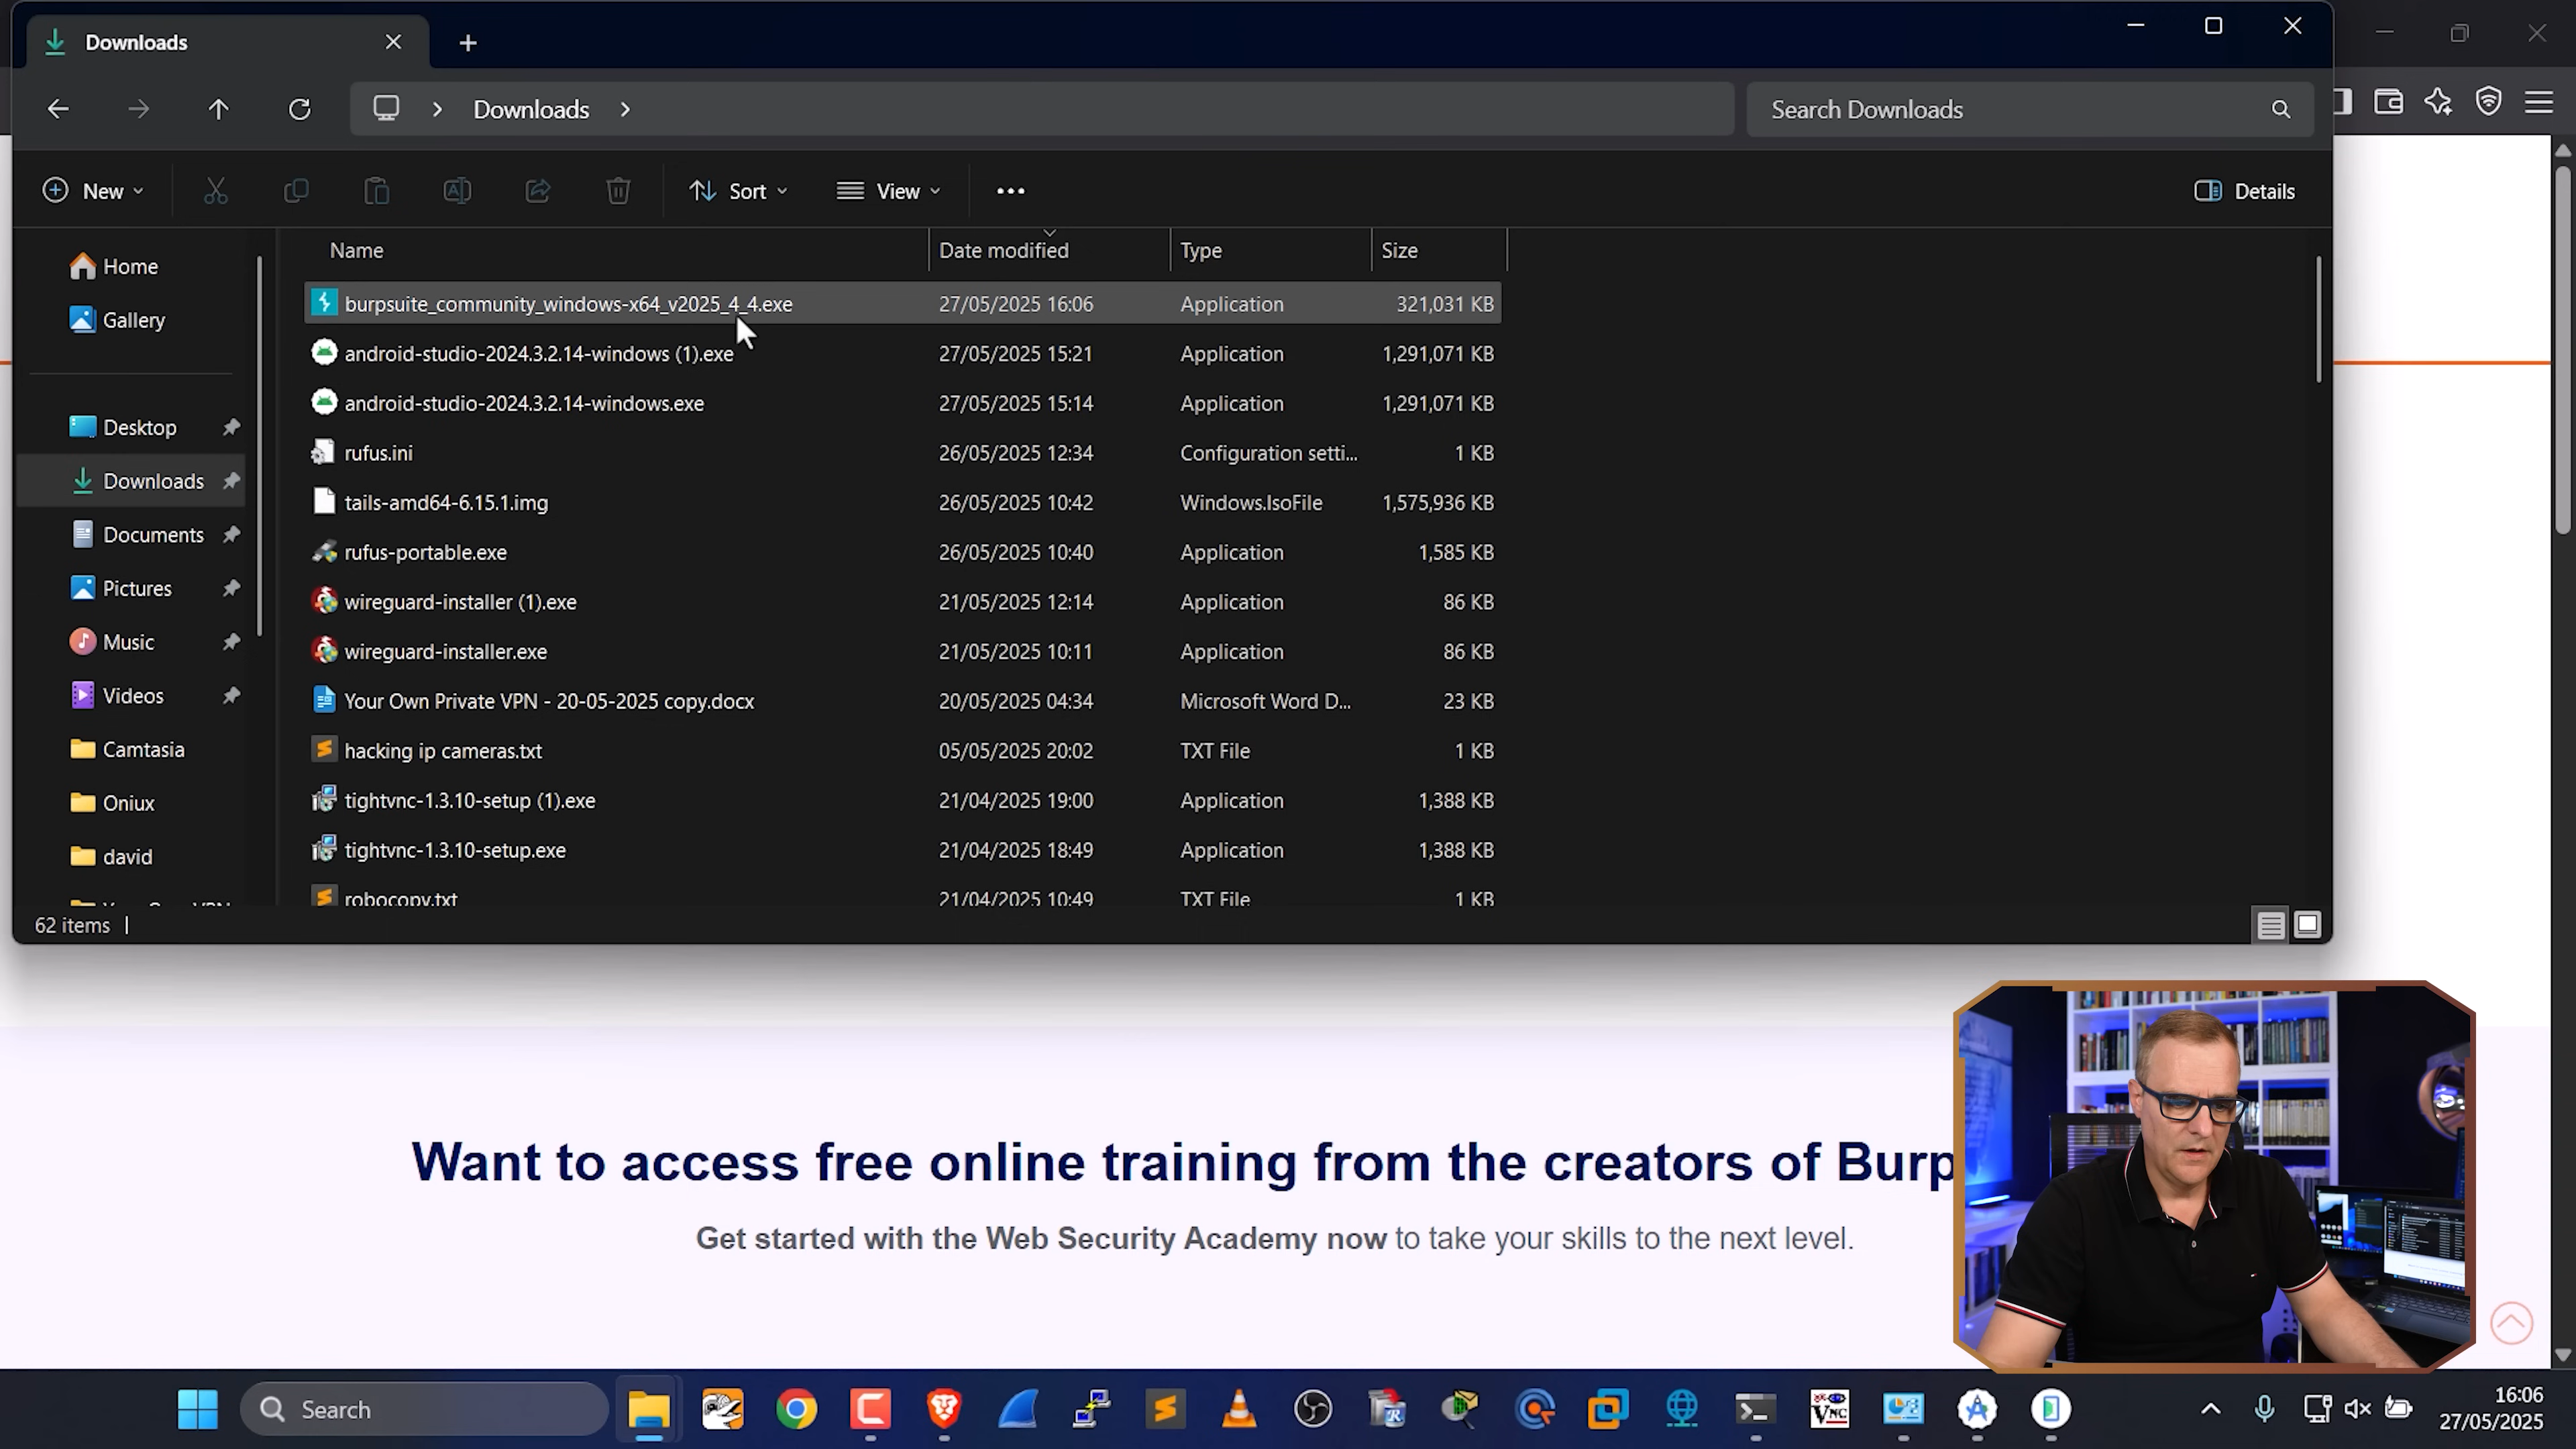 Downloads
Downloads
Search Downloads
New
Sort
View
Details
Name Date modified Type Size
Home
Gallery
Desktop
Downloads
Documents
Pictures
Music
Videos
Camtasia
Oniux
david
burpsuite_community_windows-x64_v2025_4_4.exe 27/05/2025 16:06 Application 321,031 KB
android-studio-2024.3.2.14-windows (1).exe 27/05/2025 15:21 Application 1,291,071 KB
android-studio-2024.3.2.14-windows.exe 27/05/2025 15:14 Application 1,291,071 KB
rufus.ini 26/05/2025 12:34 Configuration setti... 1 KB
tails-amd64-6.15.1.img 26/05/2025 10:42 Windows.IsoFile 1,575,936 KB
rufus-portable.exe 26/05/2025 10:40 Application 1,585 KB
wireguard-installer (1).exe 21/05/2025 12:14 Application 86 KB
wireguard-installer.exe 21/05/2025 10:11 Application 86 KB
Your Own Private VPN - 20-05-2025 copy.docx 20/05/2025 04:34 Microsoft Word D... 23 KB
hacking ip cameras.txt 05/05/2025 20:02 TXT File 1 KB
tightvnc-1.3.10-setup (1).exe 21/04/2025 19:00 Application 1,388 KB
tightvnc-1.3.10-setup.exe 21/04/2025 18:49 Application 1,388 KB
robocopy.txt 21/04/2025 10:49 TXT File 1 KB
62 items
Want to access free online training from the creators of Burp
Get started with the Web Security Academy now to take your skills to the next level.
Search
VNC
16:06
27/05/2025